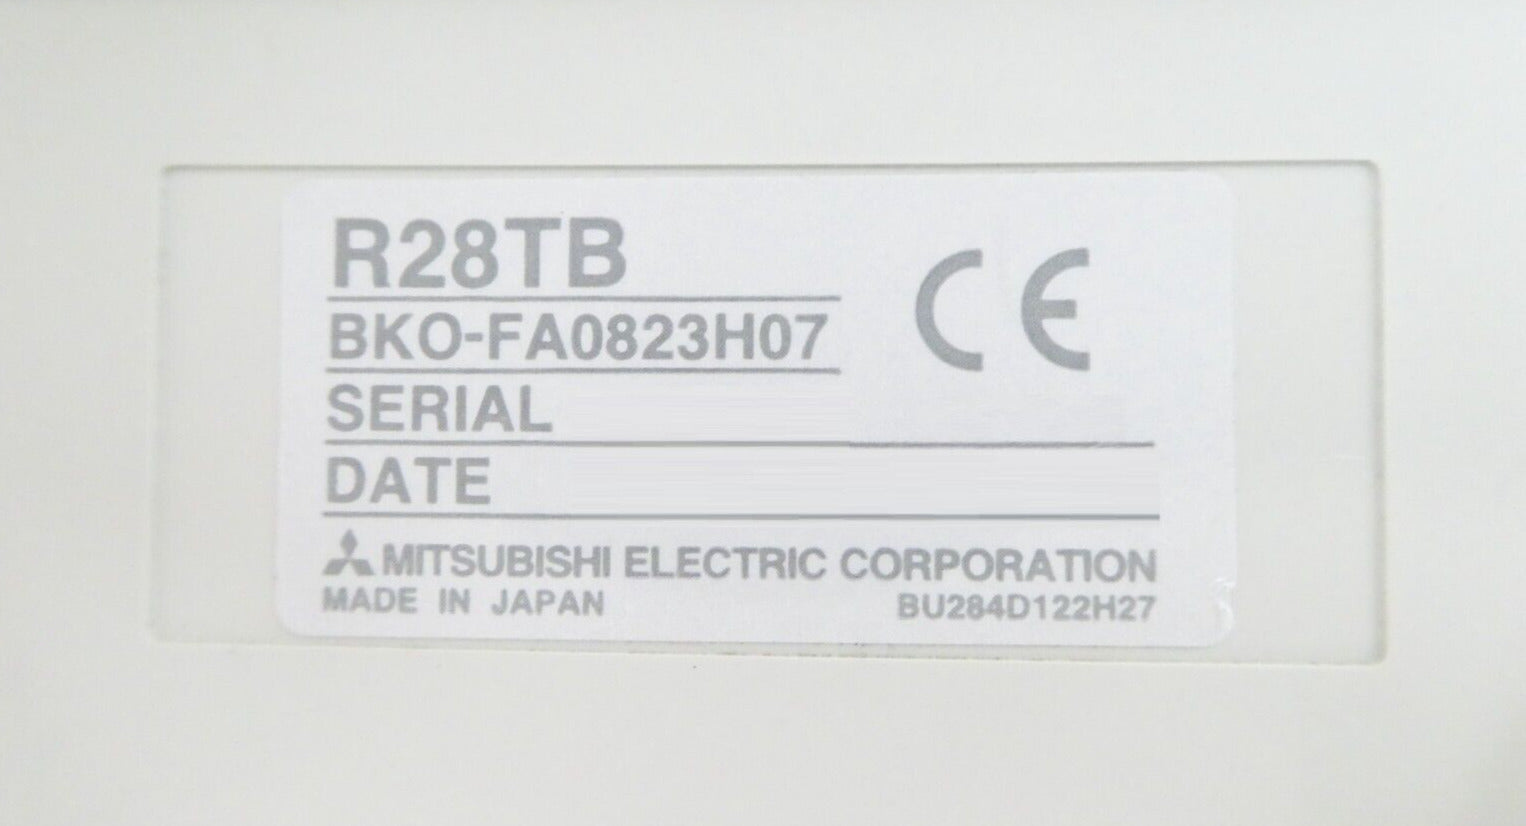 R28TB
CE
BKO-FA0823H07
SERIAL
DATE
MITSUBISHI ELECTRIC CORPORATION
MADE IN JAPAN BU284D122H27